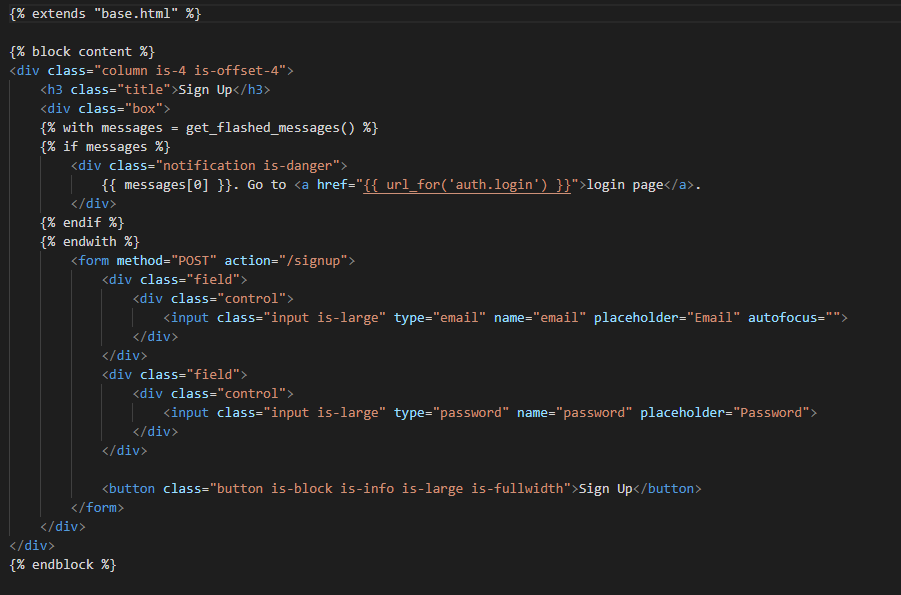 {% extends "base.html" %}

{% block content %}
<div class="column is-4 is-offset-4">
    <h3 class="title">Sign Up</h3>
    <div class="box">
    {% with messages = get_flashed_messages() %}
    {% if messages %}
        <div class="notification is-danger">
            {{ messages[0] }}. Go to <a href="{{ url_for('auth.login') }}">login page</a>.
        </div>
    {% endif %}
    {% endwith %}
        <form method="POST" action="/signup">
            <div class="field">
                <div class="control">
                    <input class="input is-large" type="email" name="email" placeholder="Email" autofocus="">
                </div>
            </div>
            <div class="field">
                <div class="control">
                    <input class="input is-large" type="password" name="password" placeholder="Password">
                </div>
            </div>

            <button class="button is-block is-info is-large is-fullwidth">Sign Up</button>
        </form>
    </div>
</div>
{% endblock %}